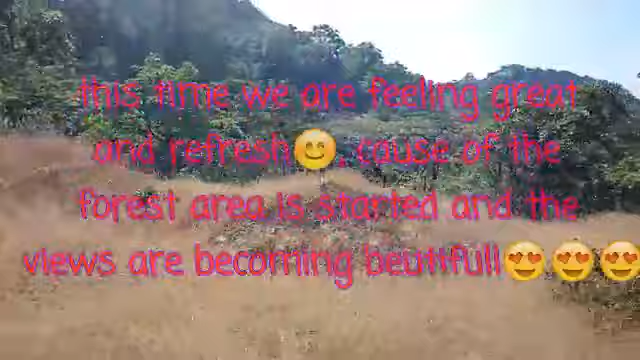 this time we are feeling great
and refresh😊, cause of the
forest area is started and the
views are becoming beuttfull😍😍😍